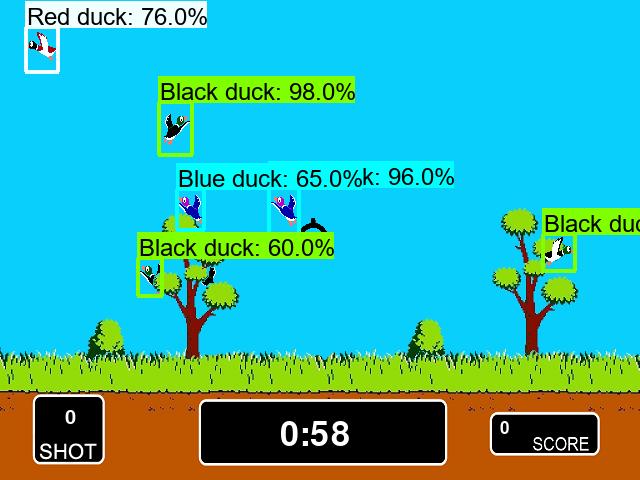 Red duck: 76.0%
Black duck: 98.0%
Blue duck: 65.0%k: 96.0%
Black duc
Black duck: 60.0%
0
SHOT
0:58
0
SCORE